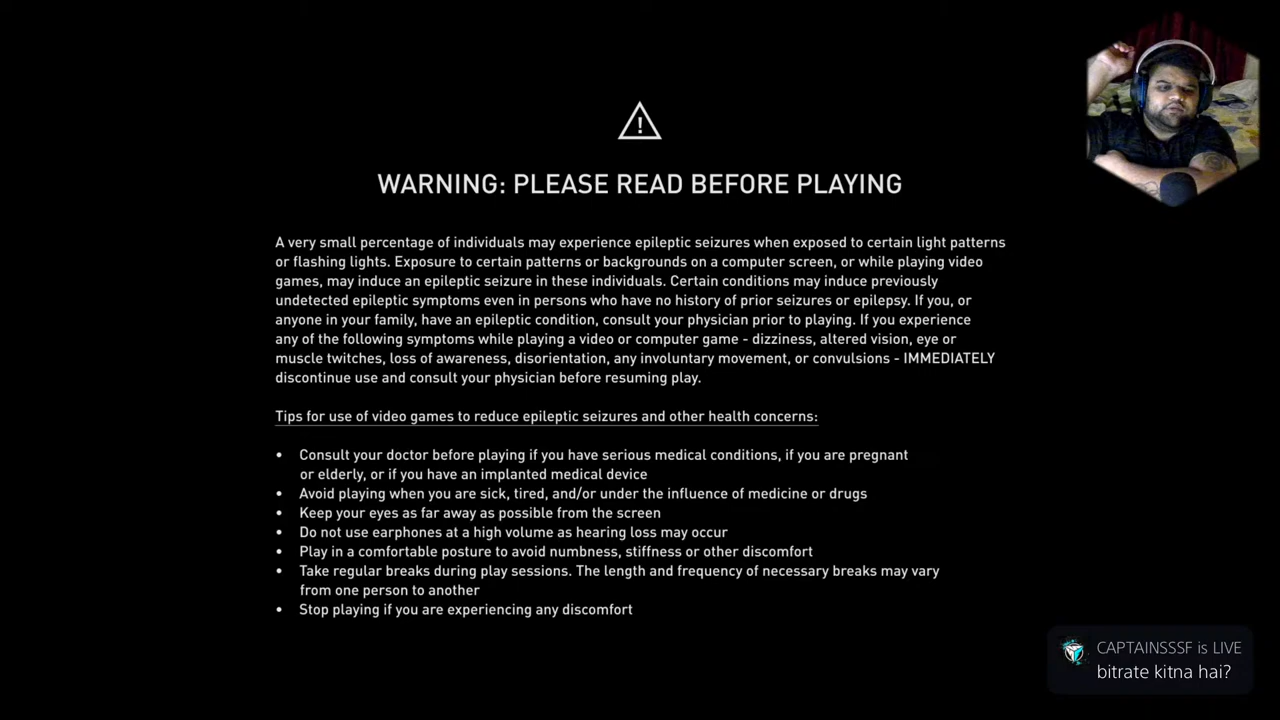 WARNING: PLEASE READ BEFORE PLAYING
A very small percentage of individuals may experience epileptic seizures when exposed to certain light patterns
or flashing lights. Exposure to certain patterns or backgrounds on a computer screen, or while playing video
games, may induce an epileptic seizure in these individuals. Certain conditions may induce previously
undetected epileptic symptoms even in persons who have no history of prior seizures or epilepsy. If you, or
anyone in your family, have an epileptic condition, consult your physician prior to playing. If you experience
any of the following symptoms while playing a video or computer game - dizziness, altered vision, eye or
muscle twitches, loss of awareness, disorientation, any involuntary movement, or convulsions - IMMEDIATELY
discontinue use and consult your physician before resuming play.
Tips for use of video games to reduce epileptic seizures and other health concerns:
• Consult your doctor before playing if you have serious medical conditions, if you are pregnant
or elderly, or if you have an implanted medical device
• Avoid playing when you are sick, tired, and/or under the influence of medicine or drugs
• Keep your eyes as far away as possible from the screen
• Do not use earphones at a high volume as hearing loss may occur
• Play in a comfortable posture to avoid numbness, stiffness or other discomfort
• Take regular breaks during play sessions. The length and frequency of necessary breaks may vary
from one person to another
• Stop playing if you are experiencing any discomfort
CAPTAINSSSF is LIVE
bitrate kitna hai?